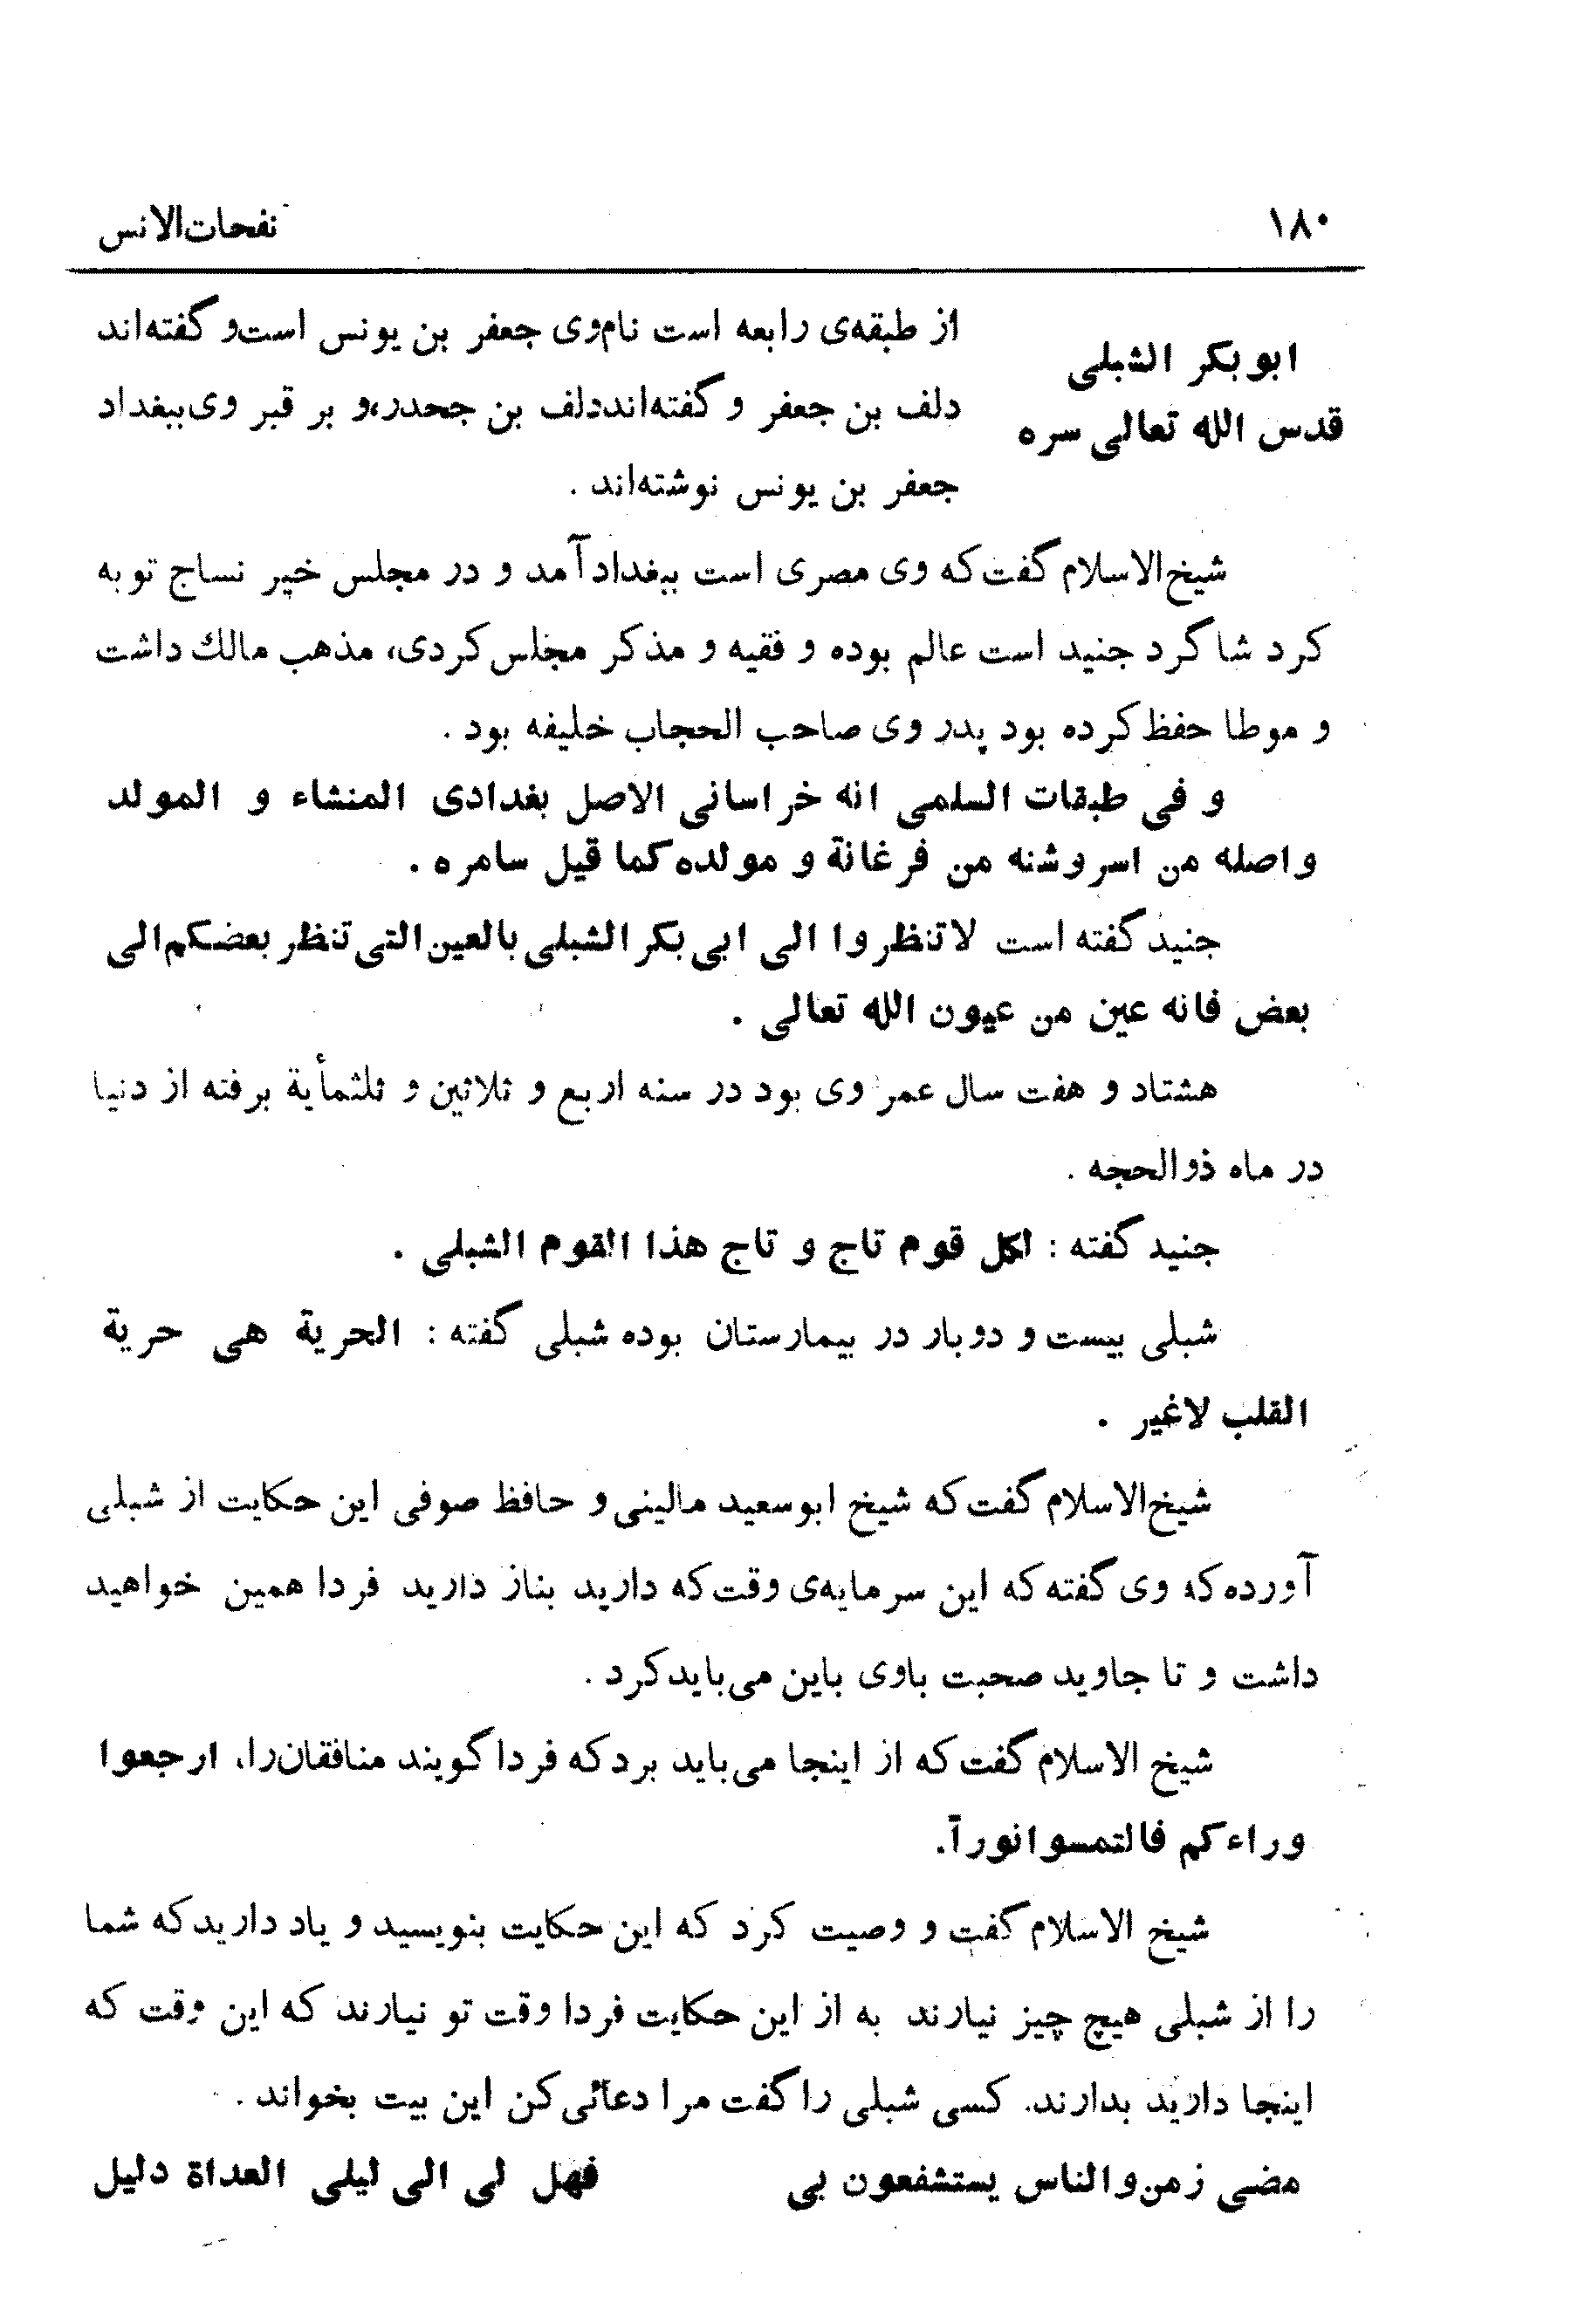 ۱۸۰
نفحات‌الانس
ابوبکر الشبلی
قدس الله تعالی سره
از طبقه‌ی رابعه است نام‌وی جعفر بن یونس است‌و گفته‌اند
دلف بن جعفر و گفته‌انددلف بن جحدر،و بر قبر وی‌ببغداد
جعفر بن یونس نوشته‌اند .
شیخ‌الاسلام گفت‌که وی مصری است ببغدادآمد و در مجلس خیر نساج توبه
کرد شاگرد جنید است عالم بوده و فقیه و مذکر مجلس‌کردی، مذهب مالك داشت
و موطا حفظ‌کرده بود پدر وی صاحب الحجاب خلیفه بود .
و فی طبقات السلمی انه خراسانی الاصل بغدادی المنشاء و المولد
واصله من اسروشنه من فرغانة و مولده‌کما قیل سامره .
جنید گفته است لاتنظروا الی ابی بکرالشبلی بالعین‌التی تنظر بعضکم‌الی
بعض فانه عین من عیون الله تعالی .
هشتاد و هفت سال عمر وی بود در سنه اربع و ثلاثین و ثلثمأیة برفته از دنیا
در ماه ذوالحجه .
جنید گفته : لکل قوم تاج و تاج هذا القوم الشبلی .
شبلی بیست و دوبار در بیمارستان بوده شبلی گفته : الحریة هی حریة
القلب لاغیر .
شیخ‌الاسلام گفت‌که شیخ ابوسعید مالینی و حافظ صوفی این حکایت از شبلی
آورده‌که وی گفته‌که این سرمایه‌ی وقت‌که دارید بناز دارید فردا همین خواهید
داشت و تا جاوید صحبت باوی باین می‌باید‌کرد .
شیخ الاسلام گفت‌که از اینجا می‌باید برد‌که فردا گویند منافقان‌را، ارجعوا
وراءکم فالتمسوانوراً.
شیخ الاسلام گفت و وصیت کرد که این حکایت بنویسید و یاد دارید‌که شما
را از شبلی هیچ چیز نیارند به از این حکایت فردا وقت تو نیارند که این وقت که
اینجا دارید بدارند. کسی شبلی را گفت مرا دعائی‌کن این بیت بخواند .
مضی زمن‌والناس یستشفعون بی
فهل لی الی لیلی العداة دلیل